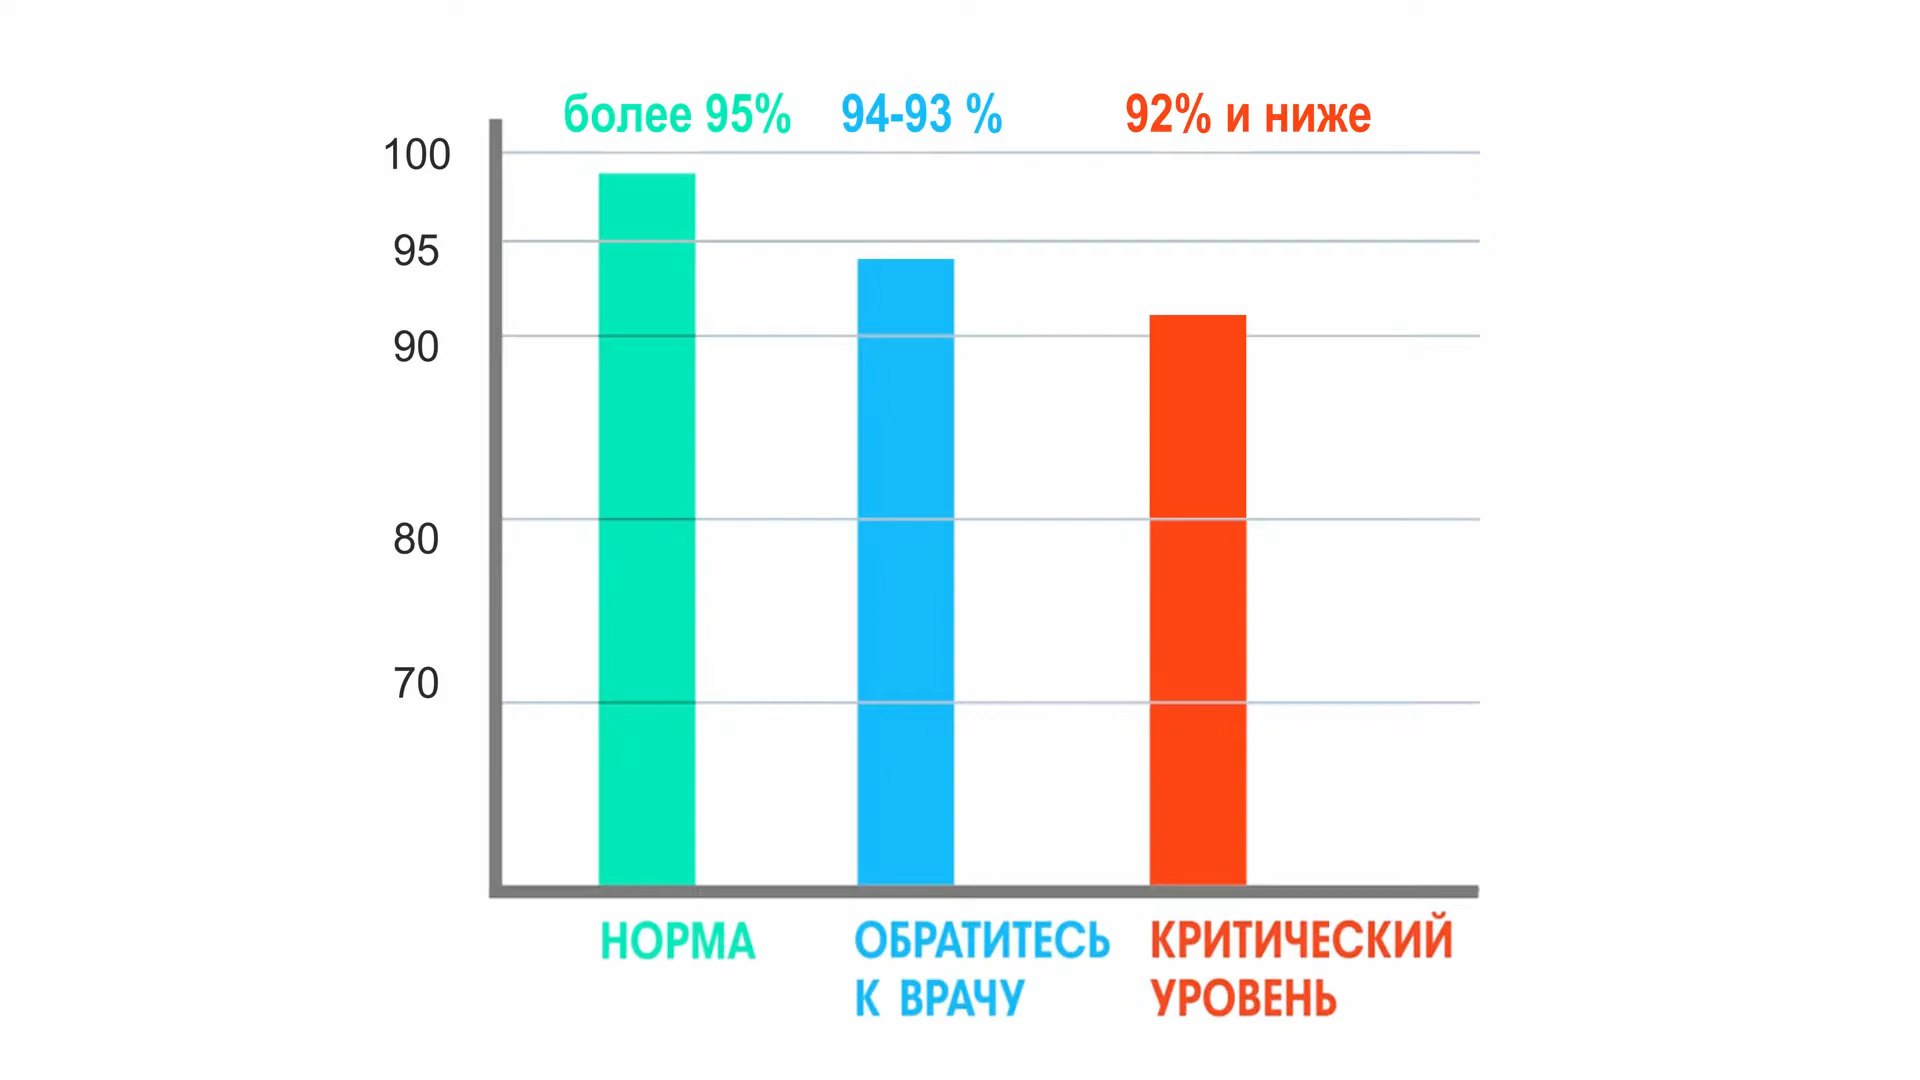 более 95%
94-93 %
92% и ниже
100
95
90
80
70
НОРМА
ОБРАТИТЕСЬ
К ВРАЧУ
КРИТИЧЕСКИЙ
УРОВЕНЬ